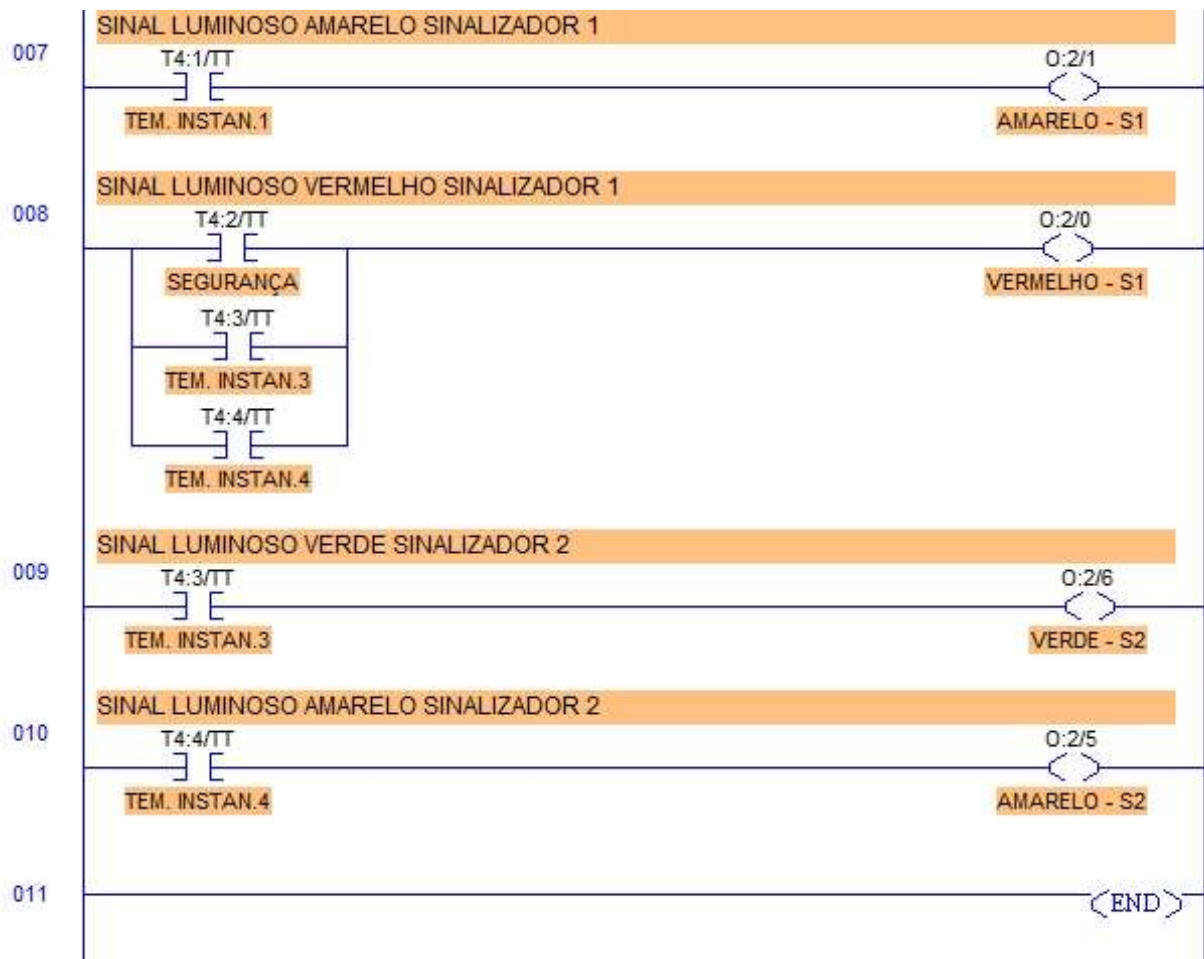 SINAL LUMINOSO AMARELO SINALIZADOR 1
007
T4:1/TT
O:2/1
TEM. INSTAN.1
AMARELO - S1
SINAL LUMINOSO VERMELHO SINALIZADOR 1
008
T4:2/TT
O:2/0
SEGURANÇA
VERMELHO - S1
T4:3/TT
TEM. INSTAN.3
T4:4/TT
TEM. INSTAN.4
SINAL LUMINOSO VERDE SINALIZADOR 2
009
T4:3/TT
O:2/6
TEM. INSTAN.3
VERDE - S2
SINAL LUMINOSO AMARELO SINALIZADOR 2
010
T4:4/TT
O:2/5
TEM. INSTAN.4
AMARELO - S2
011
END